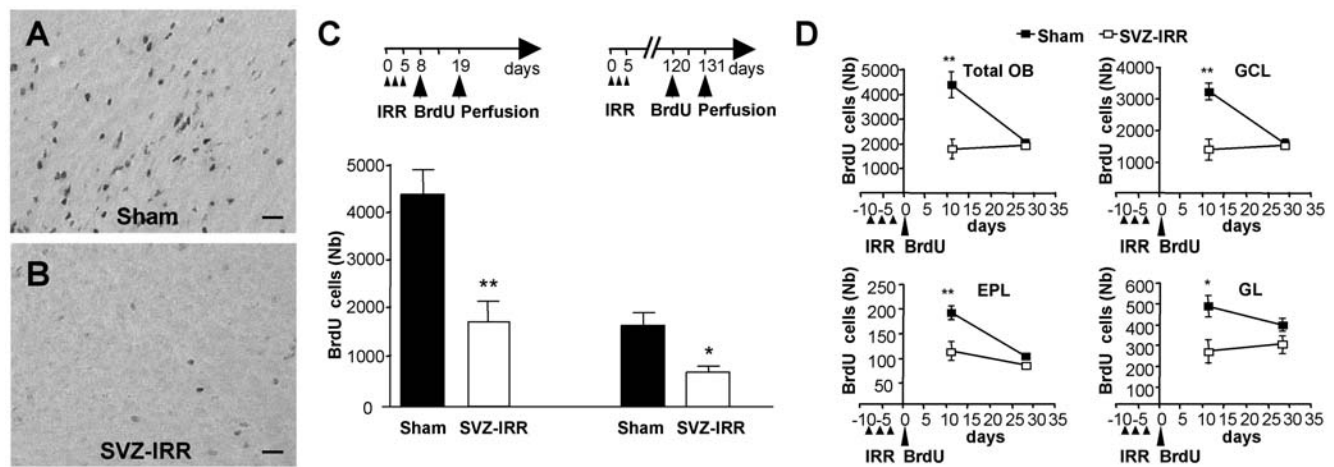 A
Sham
B
SVZ-IRR
C
0 5 8 19 days
IRR BrdU Perfusion
0 5 120 131 days
IRR BrdU Perfusion
BrdU cells (Nb)
5000
4000
3000
2000
1000
0
**
*
Sham SVZ-IRR Sham SVZ-IRR
D
Sham SVZ-IRR
Total OB
**
BrdU cells (Nb)
5000
4000
3000
2000
1000
0
-10 -5 0 5 10 15 20 25 30 35
days
IRR BrdU
GCL
**
BrdU cells (Nb)
4000
3000
2000
1000
0
-10 -5 0 5 10 15 20 25 30 35
days
IRR BrdU
EPL
**
BrdU cells (Nb)
250
200
150
100
50
-10 -5 0 5 10 15 20 25 30 35
days
IRR BrdU
GL
*
BrdU cells (Nb)
600
500
400
300
200
100
-10 -5 0 5 10 15 20 25 30 35
days
IRR BrdU